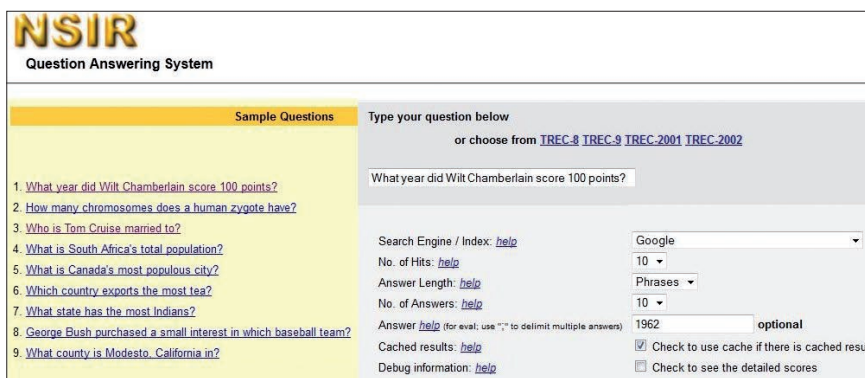 NSIR
Question Answering System
Sample Questions
1. What year did Wilt Chamberlain score 100 points?
2. How many chromosomes does a human zygote have?
3. Who is Tom Cruise married to?
4. What is South Africa's total population?
5. What is Canada's most populous city?
6. Which country exports the most tea?
7. What state has the most Indians?
8. George Bush purchased a small interest in which baseball team?
9. What county is Modesto, California in?
Type your question below
or choose from TREC-8 TREC-9 TREC-2001 TREC-2002
What year did Wilt Chamberlain score 100 points?
Search Engine / Index: help Google
No. of Hits: help 10
Answer Length: help Phrases
No. of Answers: help 10
Answer help (for eval; use ";" to delimit multiple answers) 1962 optional
Cached results: help Check to use cache if there is cached resu
Debug information: help Check to see the detailed scores